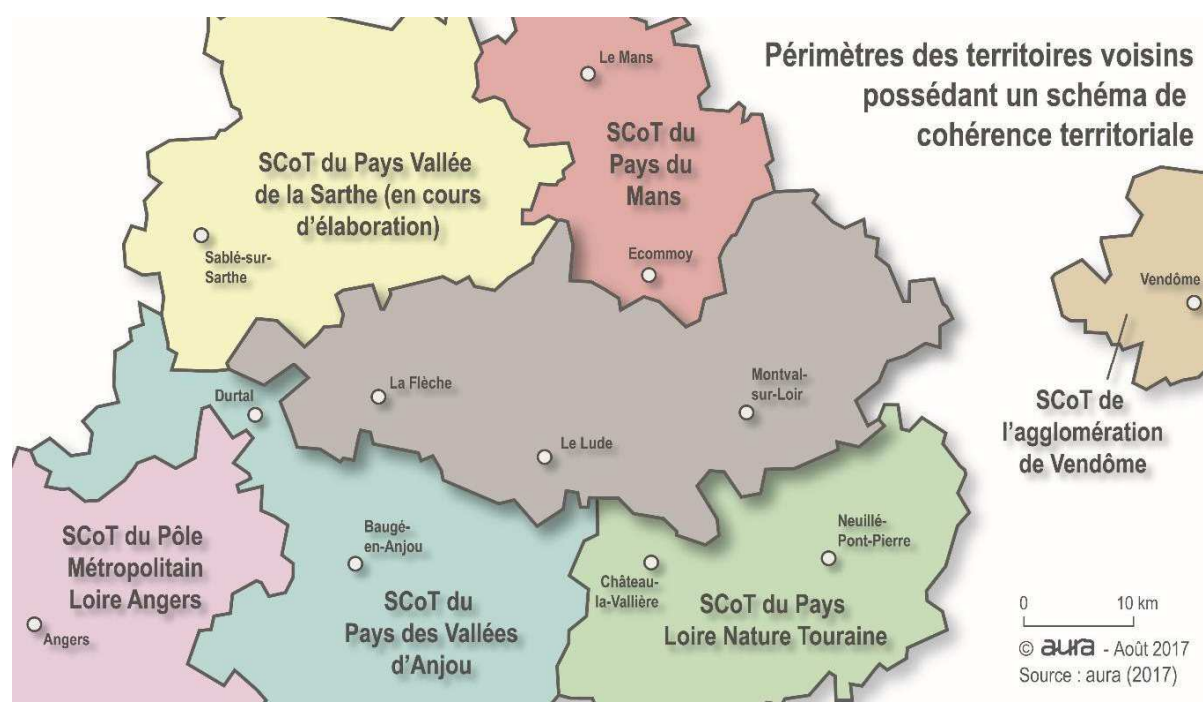 Périmètres des territoires voisins
possédant un schéma de
cohérence territoriale
Le Mans
SCoT du
Pays du
Mans
SCoT du Pays Vallée
de la Sarthe (en cours
d'élaboration)
Sablé-sur-
Sarthe
Ecommoy
Vendôme
La Flèche
Durtal
Montval-
sur-Loir
Le Lude
SCoT de
l'agglomération
de Vendôme
SCoT du Pôle
Métropolitain
Loire Angers
Angers
Baugé-
en-Anjou
SCoT du
Pays des Vallées
d'Anjou
Château-
la-Vallière
Neuillé-
Pont-Pierre
SCoT du Pays
Loire Nature Touraine
0 10 km
© aura - Août 2017
Source : aura (2017)